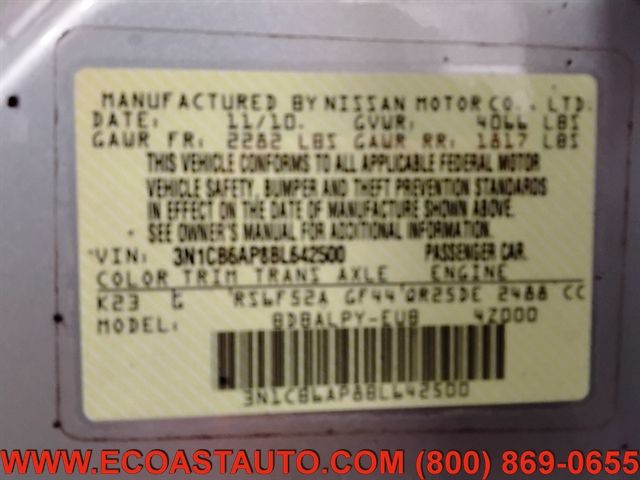 MANUFACTURED BY NISSAN MOTOR CO., LTD.
DATE: 11/10. GVWR: 4066 LBS
GAWR FR: 2282 LBS GAWR RR: 1817 LBS
THIS VEHICLE CONFORMS TO ALL APPLICABLE FEDERAL MOTOR
VEHICLE SAFETY, BUMPER AND THEFT PREVENTION STANDARDS
IN EFFECT ON THE DATE OF MANUFACTURE SHOWN ABOVE.
SEE OWNER'S MANUAL FOR ADDITIONAL INFORMATION.
VIN: 3N1CB6AP8BL642500 PASSENGER CAR.
COLOR TRIM TRANS AXLE ENGINE
K23 G RS6F52A GF44 QR25DE 2488 CC
MODEL: BDBALPY-EUB 4Z000
3N1CB6AP8BL642500
WWW.ECOASTAUTO.COM (800) 869-0655